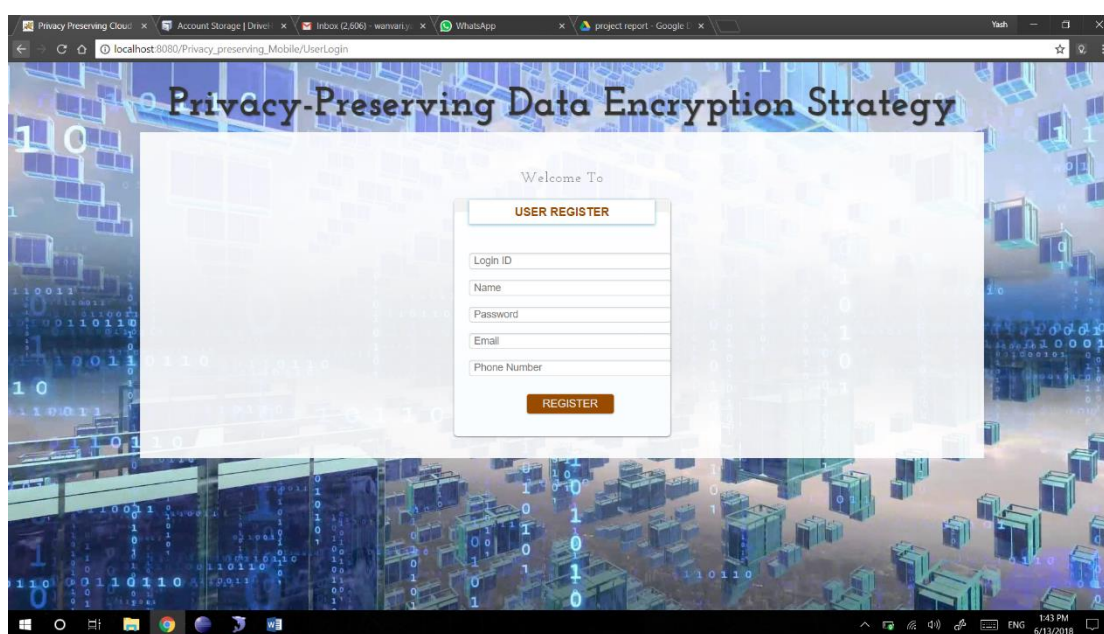 Privacy Preserving Cloud
Account Storage | Drive
Inbox (2,606) - wanvari.y
WhatsApp
project report - Google
Yash
localhost:8080/Privacy_preserving_Mobile/UserLogin
Privacy-Preserving Data Encryption Strategy
Welcome To
USER REGISTER
Login ID
Name
Password
Email
Phone Number
REGISTER
ENG
1:43 PM
6/13/2018